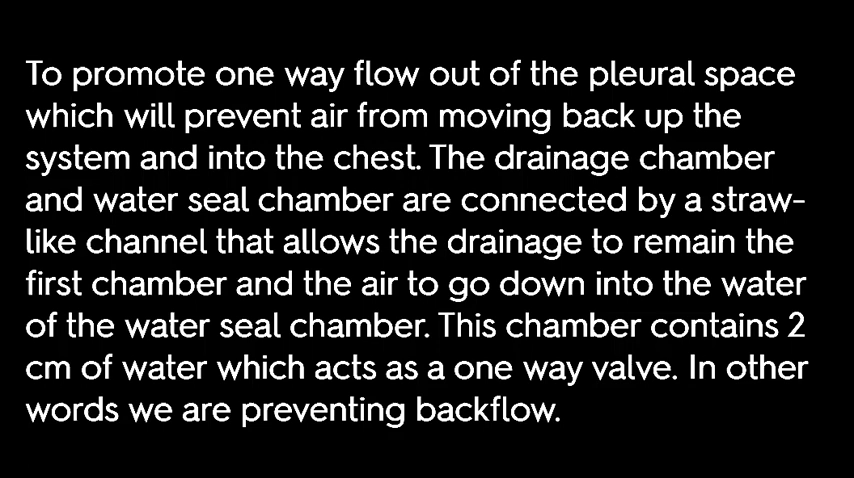 To promote one way flow out of the pleural space
which will prevent air from moving back up the
system and into the chest. The drainage chamber
and water seal chamber are connected by a straw-
like channel that allows the drainage to remain the
first chamber and the air to go down into the water
of the water seal chamber. This chamber contains 2
cm of water which acts as a one way valve. In other
words we are preventing backflow.